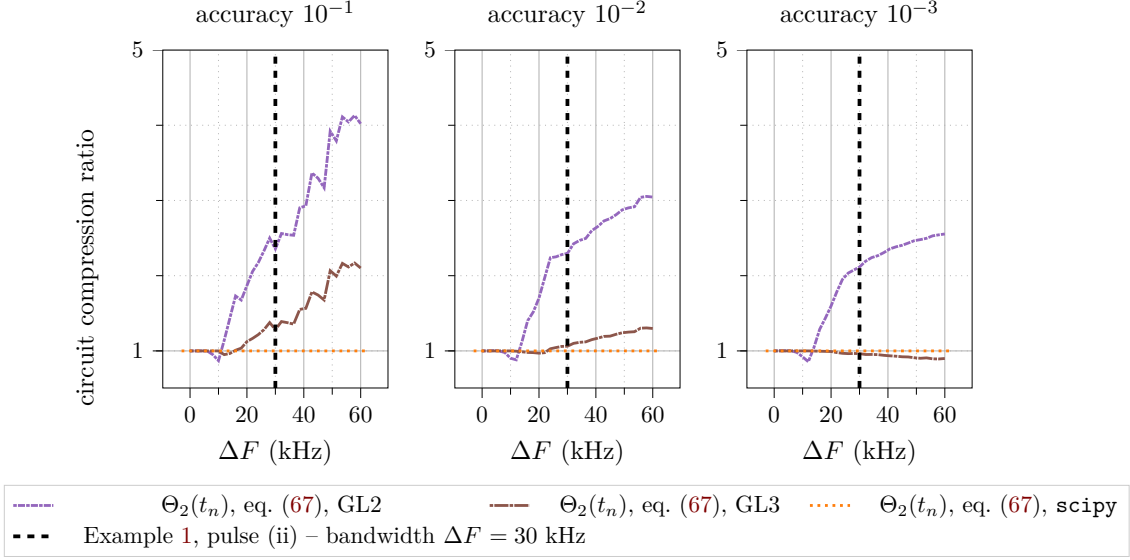 accuracy 10⁻¹ accuracy 10⁻² accuracy 10⁻³
5 5 5
circuit compression ratio
1 1 1
0 20 40 60 0 20 40 60 0 20 40 60
ΔF (kHz) ΔF (kHz) ΔF (kHz)
Θ₂(tₙ), eq. (67), GL2 Θ₂(tₙ), eq. (67), GL3 Θ₂(tₙ), eq. (67), scipy
Example 1, pulse (ii) – bandwidth ΔF = 30 kHz